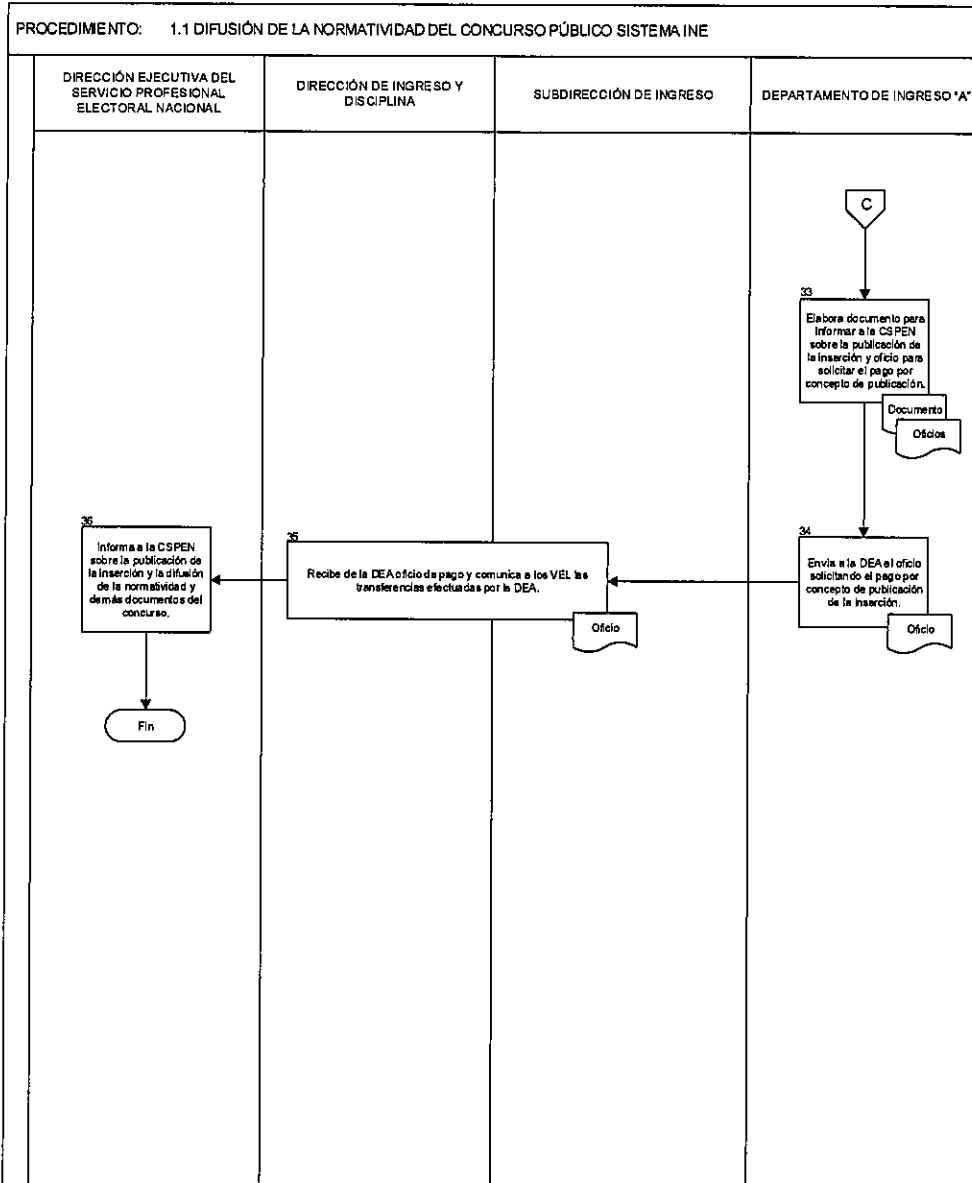 PROCEDIMIENTO: 1.1 DIFUSIÓN DE LA NORMATIVIDAD DEL CONCURSO PÚBLICO SISTEMA INE
DIRECCIÓN EJECUTIVA DEL
SERVICIO PROFESIONAL
ELECTORAL NACIONAL
DIRECCIÓN DE INGRESO Y
DISCIPLINA
SUBDIRECCIÓN DE INGRESO
DEPARTAMENTO DE INGRESO "A"
C
33
Elabora documento para
informar a la CSPEN
sobre la publicación de
la inserción y oficio para
solicitar el pago por
concepto de publicación.
Documento
Oficios
34
Envía a la DEA el oficio
solicitando el pago por
concepto de publicación
de la inserción.
Oficio
35
Recibe de la DEA oficio de pago y comunica a los VEL las
transferencias efectuadas por la DEA.
Oficio
36
Informa a la CSPEN
sobre la publicación de
la inserción y la difusión
de la normatividad y
demás documentos del
concurso.
Fin